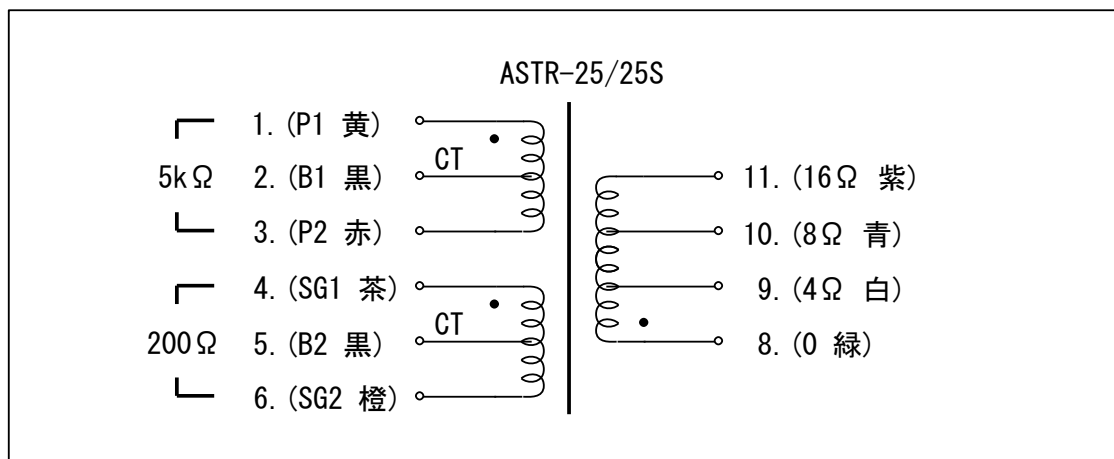 ASTR-25/25S
1. (P1 黄)
CT
5kΩ
2. (B1 黒)
3. (P2 赤)
4. (SG1 茶)
CT
200Ω
5. (B2 黒)
6. (SG2 橙)
11. (16Ω 紫)
10. (8Ω 青)
9. (4Ω 白)
8. (0 緑)